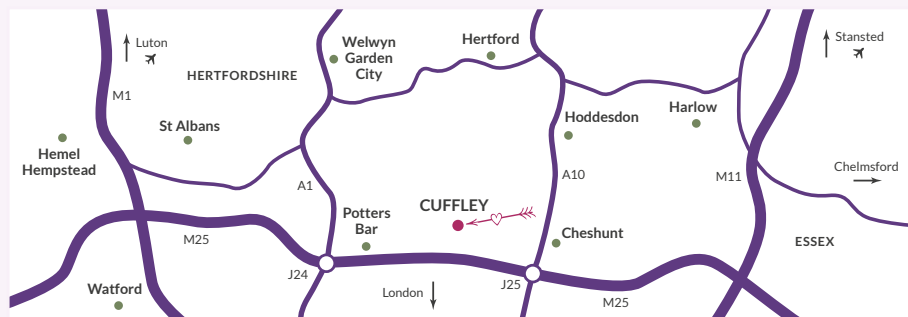 Luton
Welwyn
Garden
City
Hertford
Stansted
HERTFORDSHIRE
M1
St Albans
Hoddesdon
Harlow
Hemel
Hempstead
Chelmsford
A1
A10
M11
CUFFLEY
Potters
Bar
M25
Cheshunt
ESSEX
J24
J25
Watford
London
M25